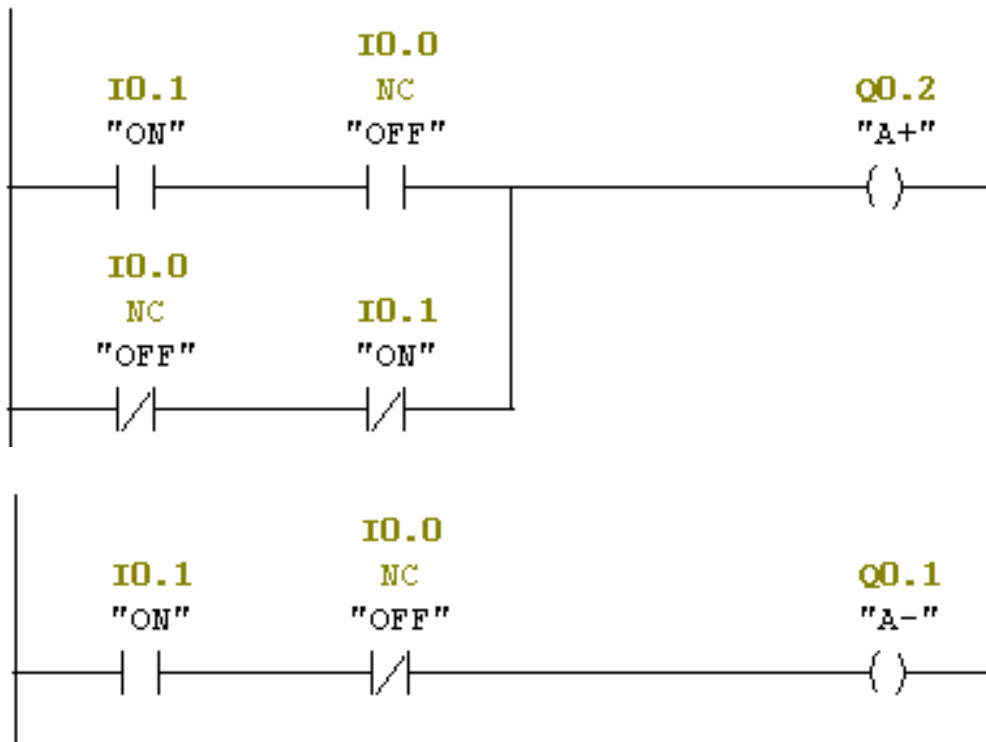 I0.0
I0.1 NC Q0.2
"ON" "OFF" "A+"
I0.0
NC I0.1
"OFF" "ON"
I0.0
I0.1 NC Q0.1
"ON" "OFF" "A-"